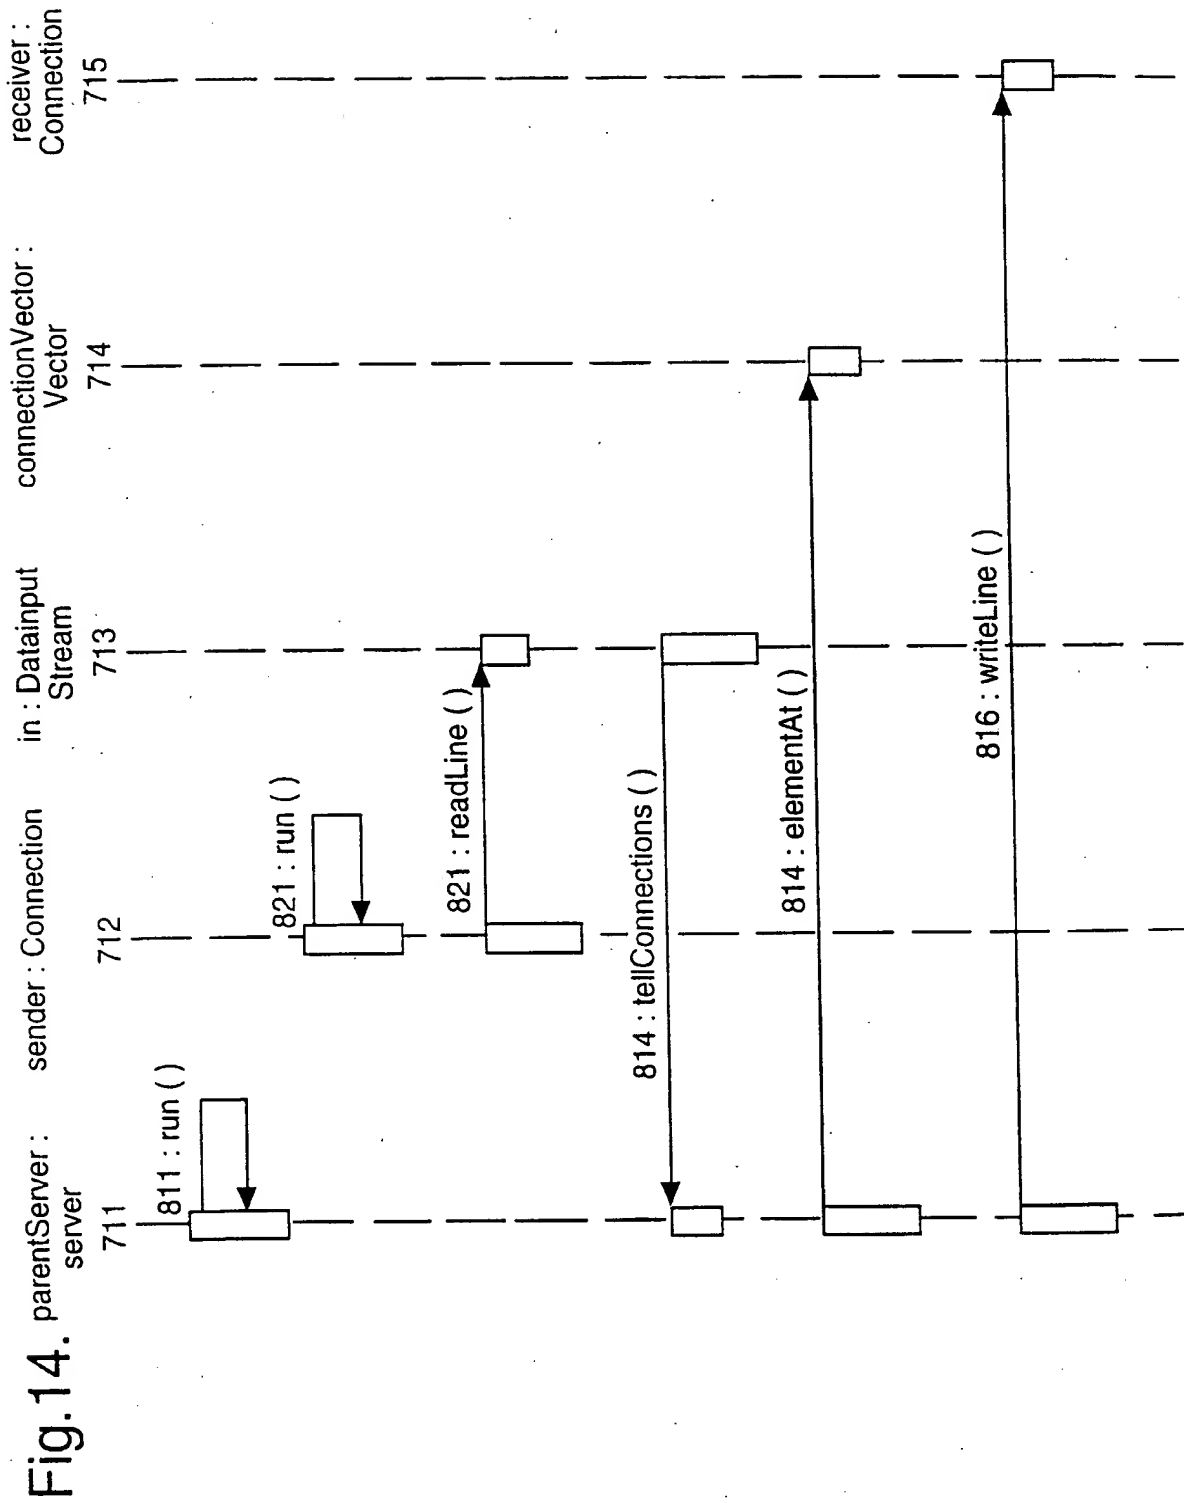 Fig.14.
parentServer :
server
711
sender : Connection
712
in : Datainput
Stream
713
connectionVector :
Vector
714
receiver :
Connection
715
811 : run ( )
821 : run ( )
821 : readLine ( )
814 : tellConnections ( )
814 : elementAt ( )
816 : writeLine ( )